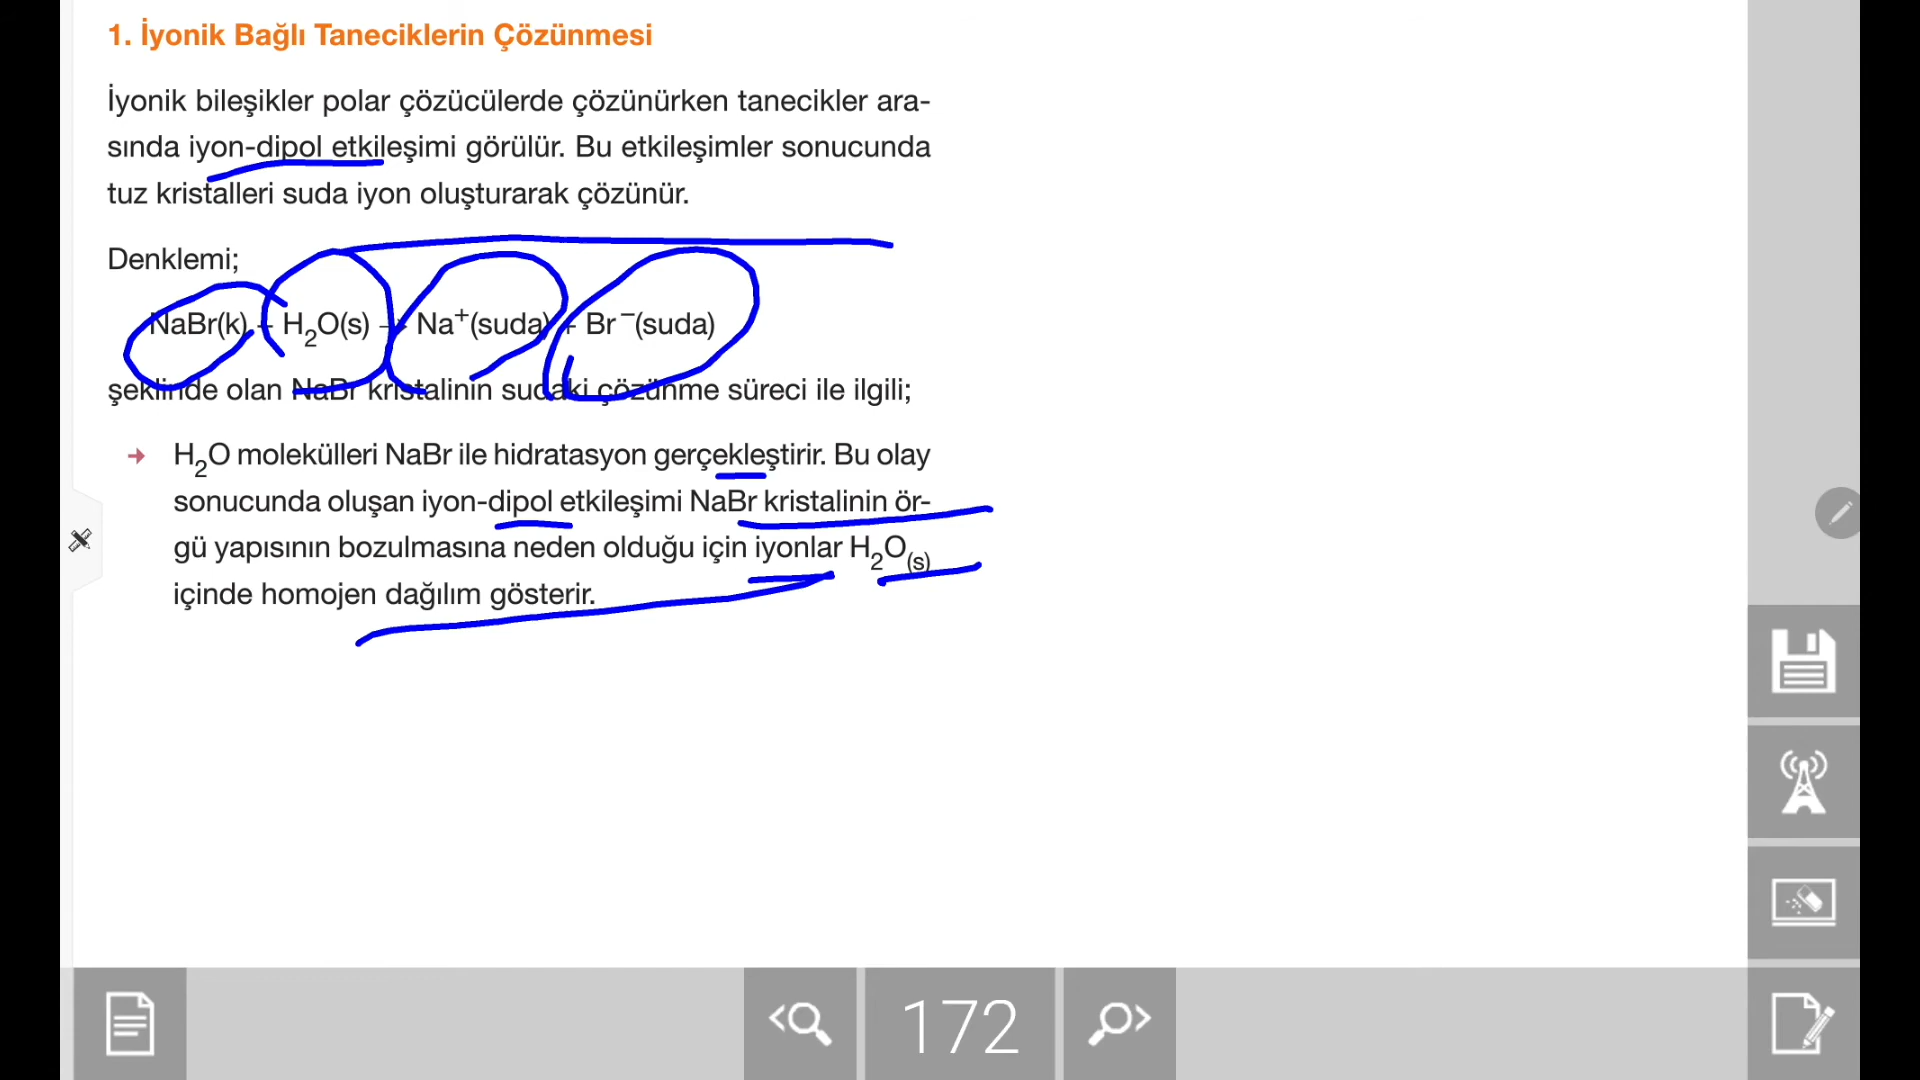 1. İyonik Bağlı Taneciklerin Çözünmesi
İyonik bileşikler polar çözücülerde çözünürken tanecikler ara-
sında iyon-dipol etkileşimi görülür. Bu etkileşimler sonucunda
tuz kristalleri suda iyon oluşturarak çözünür.
Denklemi;
NaBr(k) + H₂O(s) → Na⁺(suda) + Br⁻(suda)
şeklinde olan NaBr kristalinin sudaki çözünme süreci ile ilgili;
→ H₂O molekülleri NaBr ile hidratasyon gerçekleştirir. Bu olay
sonucunda oluşan iyon-dipol etkileşimi NaBr kristalinin ör-
gü yapısının bozulmasına neden olduğu için iyonlar H₂O₍s₎
içinde homojen dağılım gösterir.
172